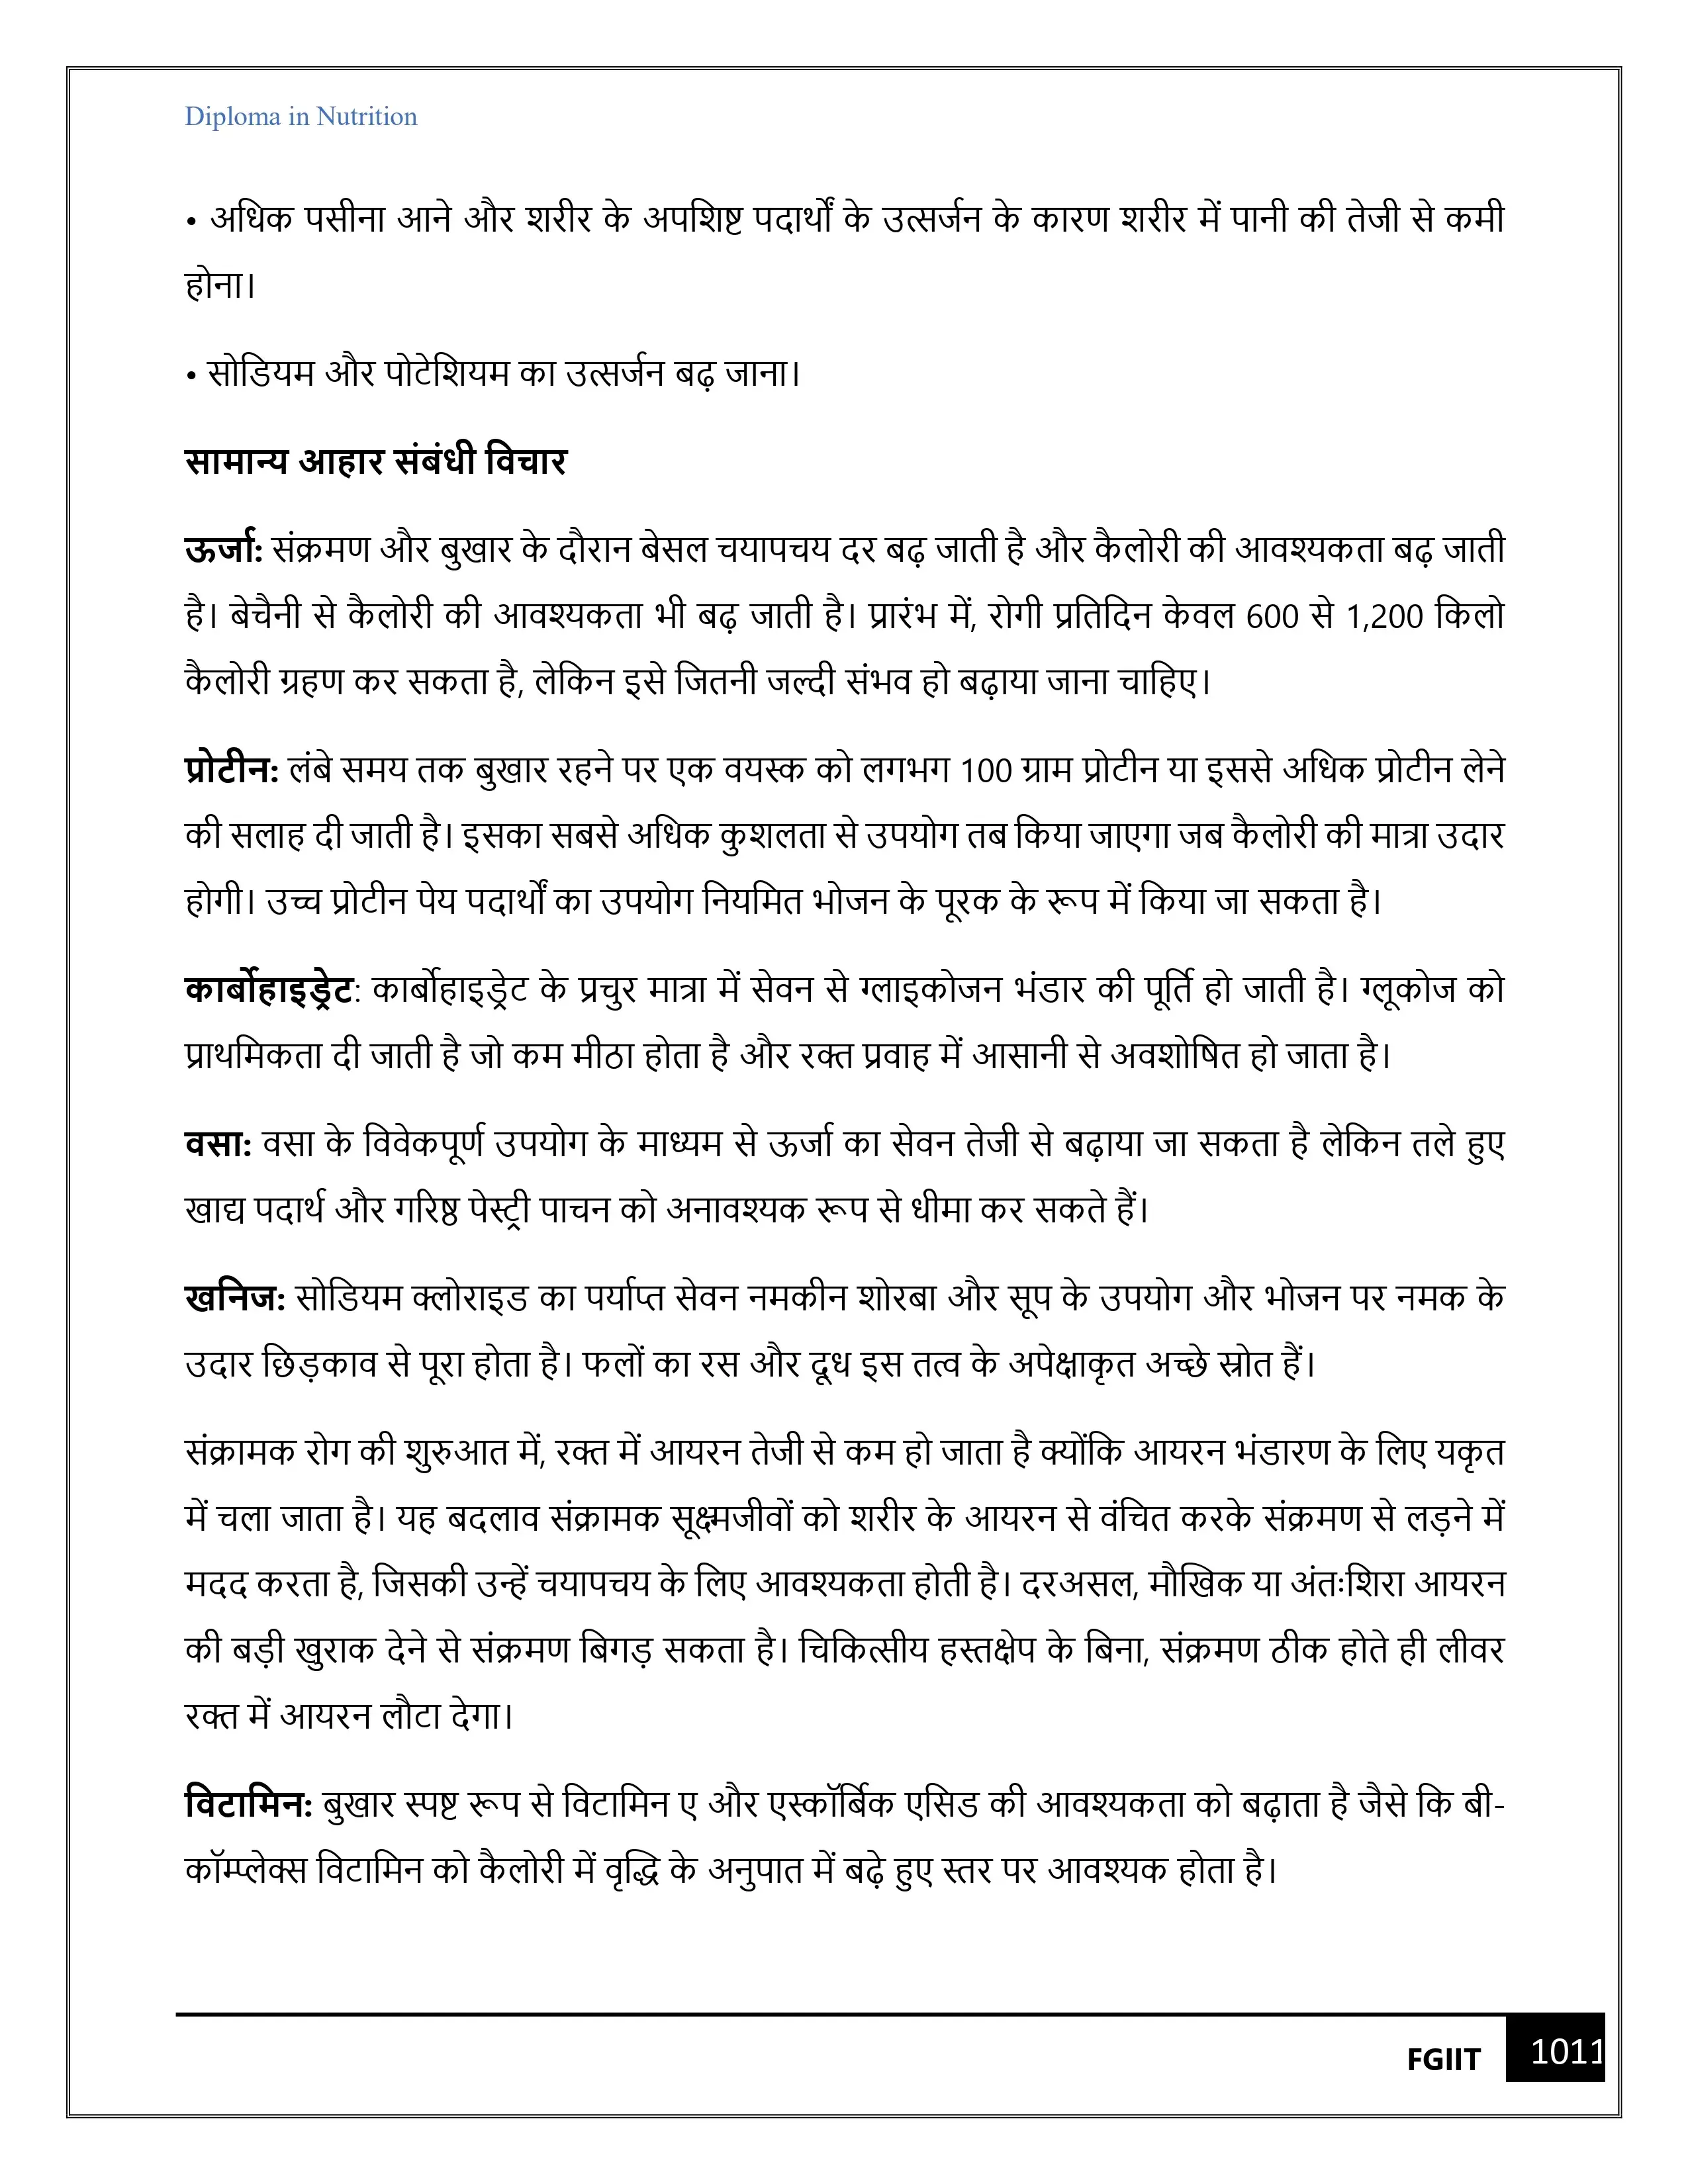 Diploma in Nutrition
• अधिक पसीना आने और शरीर के अपशिष्ट पदार्थों के उत्सर्जन के कारण शरीर में पानी की तेजी से कमी
होना।
• सोडियम और पोटेशियम का उत्सर्जन बढ़ जाना।
सामान्य आहार संबंधी विचार
ऊर्जा: संक्रमण और बुखार के दौरान बेसल चयापचय दर बढ़ जाती है और कैलोरी की आवश्यकता बढ़ जाती
है। बेचैनी से कैलोरी की आवश्यकता भी बढ़ जाती है। प्रारंभ में, रोगी प्रतिदिन केवल 600 से 1,200 किलो
कैलोरी ग्रहण कर सकता है, लेकिन इसे जितनी जल्दी संभव हो बढ़ाया जाना चाहिए।
प्रोटीन: लंबे समय तक बुखार रहने पर एक वयस्क को लगभग 100 ग्राम प्रोटीन या इससे अधिक प्रोटीन लेने
की सलाह दी जाती है। इसका सबसे अधिक कुशलता से उपयोग तब किया जाएगा जब कैलोरी की मात्रा उदार
होगी। उच्च प्रोटीन पेय पदार्थों का उपयोग नियमित भोजन के पूरक के रूप में किया जा सकता है।
कार्बोहाइड्रेट: कार्बोहाइड्रेट के प्रचुर मात्रा में सेवन से ग्लाइकोजन भंडार की पूर्ति हो जाती है। ग्लूकोज को
प्राथमिकता दी जाती है जो कम मीठा होता है और रक्त प्रवाह में आसानी से अवशोषित हो जाता है।
वसा: वसा के विवेकपूर्ण उपयोग के माध्यम से ऊर्जा का सेवन तेजी से बढ़ाया जा सकता है लेकिन तले हुए
खाद्य पदार्थ और गरिष्ठ पेस्ट्री पाचन को अनावश्यक रूप से धीमा कर सकते हैं।
खनिज: सोडियम क्लोराइड का पर्याप्त सेवन नमकीन शोरबा और सूप के उपयोग और भोजन पर नमक के
उदार छिड़काव से पूरा होता है। फलों का रस और दूध इस तत्व के अपेक्षाकृत अच्छे स्रोत हैं।
संक्रामक रोग की शुरुआत में, रक्त में आयरन तेजी से कम हो जाता है क्योंकि आयरन भंडारण के लिए यकृत
में चला जाता है। यह बदलाव संक्रामक सूक्ष्मजीवों को शरीर के आयरन से वंचित करके संक्रमण से लड़ने में
मदद करता है, जिसकी उन्हें चयापचय के लिए आवश्यकता होती है। दरअसल, मौखिक या अंतःशिरा आयरन
की बड़ी खुराक देने से संक्रमण बिगड़ सकता है। चिकित्सीय हस्तक्षेप के बिना, संक्रमण ठीक होते ही लीवर
रक्त में आयरन लौटा देगा।
विटामिन: बुखार स्पष्ट रूप से विटामिन ए और एस्कॉर्बिक एसिड की आवश्यकता को बढ़ाता है जैसे कि बी-
कॉम्प्लेक्स विटामिन को कैलोरी में वृद्धि के अनुपात में बढ़े हुए स्तर पर आवश्यक होता है।
FGIIT 1011